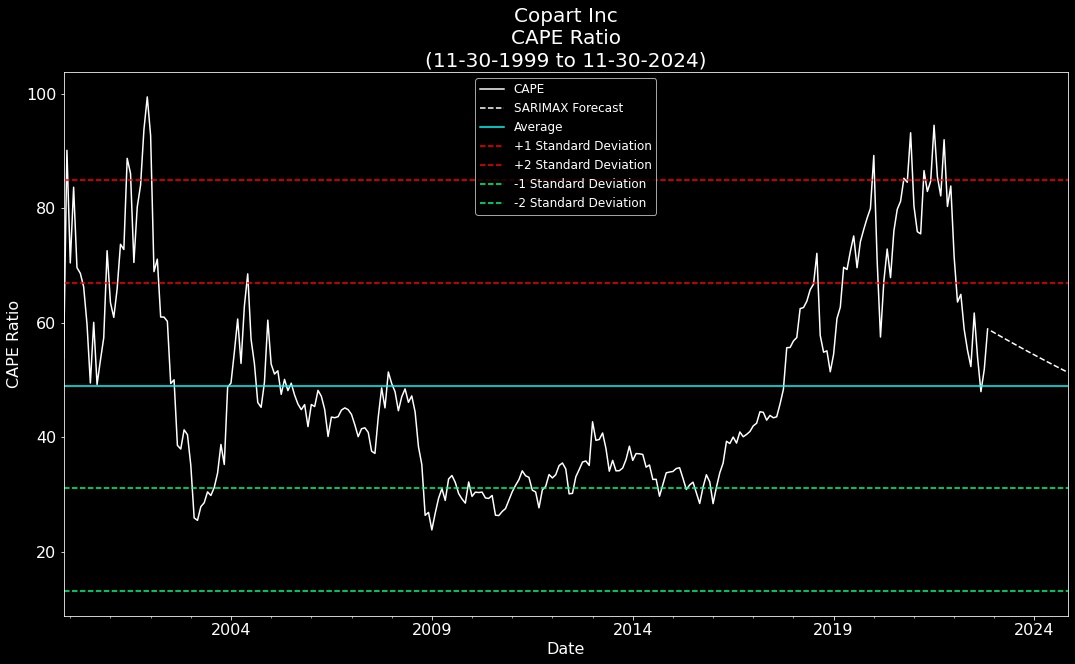 Copart Inc
CAPE Ratio
(11-30-1999 to 11-30-2024)
CAPE
SARIMAX Forecast
Average
+1 Standard Deviation
+2 Standard Deviation
-1 Standard Deviation
-2 Standard Deviation
100
80
60
40
20
CAPE Ratio
2004 2009 2014 2019 2024
Date